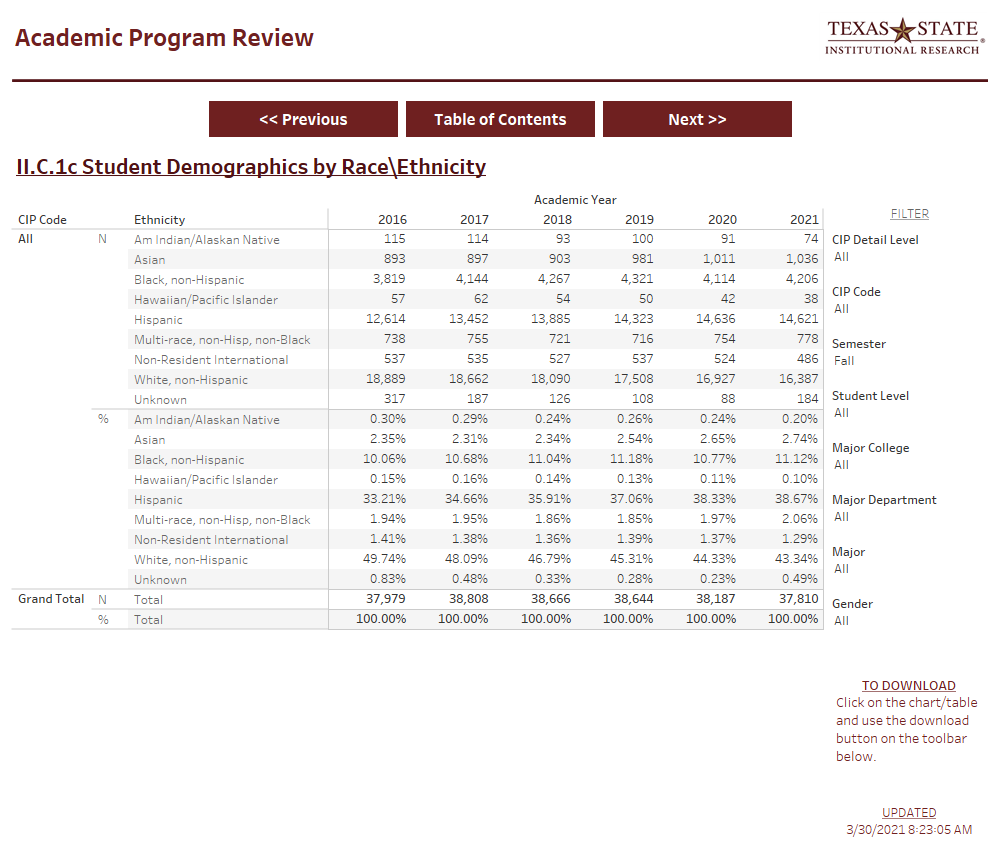 Academic Program Review
TEXAS STATE®
INSTITUTIONAL RESEARCH
<< Previous Table of Contents Next >>
II.C.1c Student Demographics by Race\Ethnicity
Academic Year
CIP Code Ethnicity 2016 2017 2018 2019 2020 2021
All N Am Indian/Alaskan Native 115 114 93 100 91 74
Asian 893 897 903 981 1,011 1,036
Black, non-Hispanic 3,819 4,144 4,267 4,321 4,114 4,206
Hawaiian/Pacific Islander 57 62 54 50 42 38
Hispanic 12,614 13,452 13,885 14,323 14,636 14,621
Multi-race, non-Hisp, non-Black 738 755 721 716 754 778
Non-Resident International 537 535 527 537 524 486
White, non-Hispanic 18,889 18,662 18,090 17,508 16,927 16,387
Unknown 317 187 126 108 88 184
% Am Indian/Alaskan Native 0.30% 0.29% 0.24% 0.26% 0.24% 0.20%
Asian 2.35% 2.31% 2.34% 2.54% 2.65% 2.74%
Black, non-Hispanic 10.06% 10.68% 11.04% 11.18% 10.77% 11.12%
Hawaiian/Pacific Islander 0.15% 0.16% 0.14% 0.13% 0.11% 0.10%
Hispanic 33.21% 34.66% 35.91% 37.06% 38.33% 38.67%
Multi-race, non-Hisp, non-Black 1.94% 1.95% 1.86% 1.85% 1.97% 2.06%
Non-Resident International 1.41% 1.38% 1.36% 1.39% 1.37% 1.29%
White, non-Hispanic 49.74% 48.09% 46.79% 45.31% 44.33% 43.34%
Unknown 0.83% 0.48% 0.33% 0.28% 0.23% 0.49%
Grand Total N Total 37,979 38,808 38,666 38,644 38,187 37,810
% Total 100.00% 100.00% 100.00% 100.00% 100.00% 100.00%
FILTER
CIP Detail Level
All
CIP Code
All
Semester
Fall
Student Level
All
Major College
All
Major Department
All
Major
All
Gender
All
TO DOWNLOAD
Click on the chart/table
and use the download
button on the toolbar
below.
UPDATED
3/30/2021 8:23:05 AM